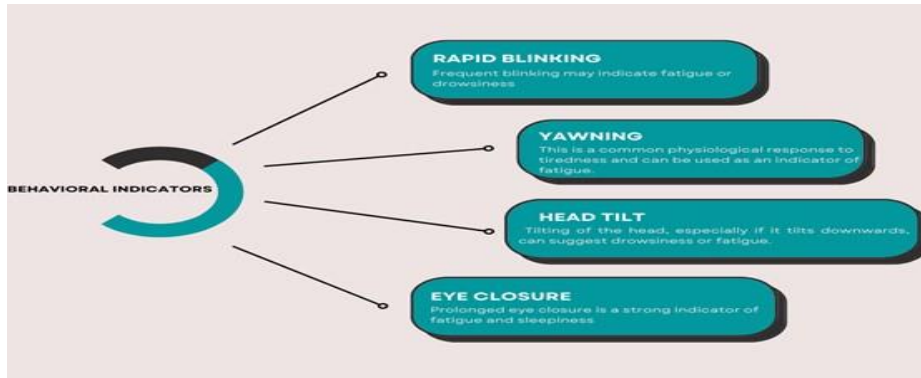 RAPID BLINKING
Frequent blinking may indicate fatigue or
drowsiness
YAWNING
This is a common physiological response to
tiredness and can be used as an indicator of
fatigue.
BEHAVIORAL INDICATORS
HEAD TILT
Tilting of the head, especially if it tilts downwards,
can suggest drowsiness or fatigue.
EYE CLOSURE
Prolonged eye closure is a strong indicator of
fatigue and sleepiness